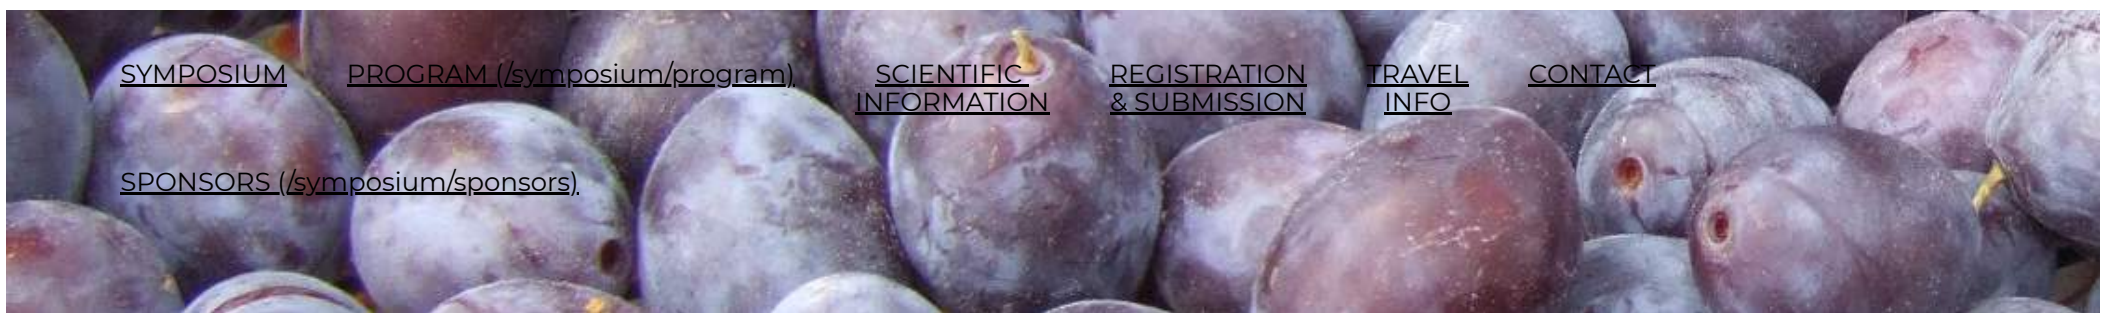 SYMPOSIUM PROGRAM (/symposium/program) SCIENTIFIC REGISTRATION TRAVEL CONTACT
INFORMATION & SUBMISSION INFO
SPONSORS (/symposium/sponsors)